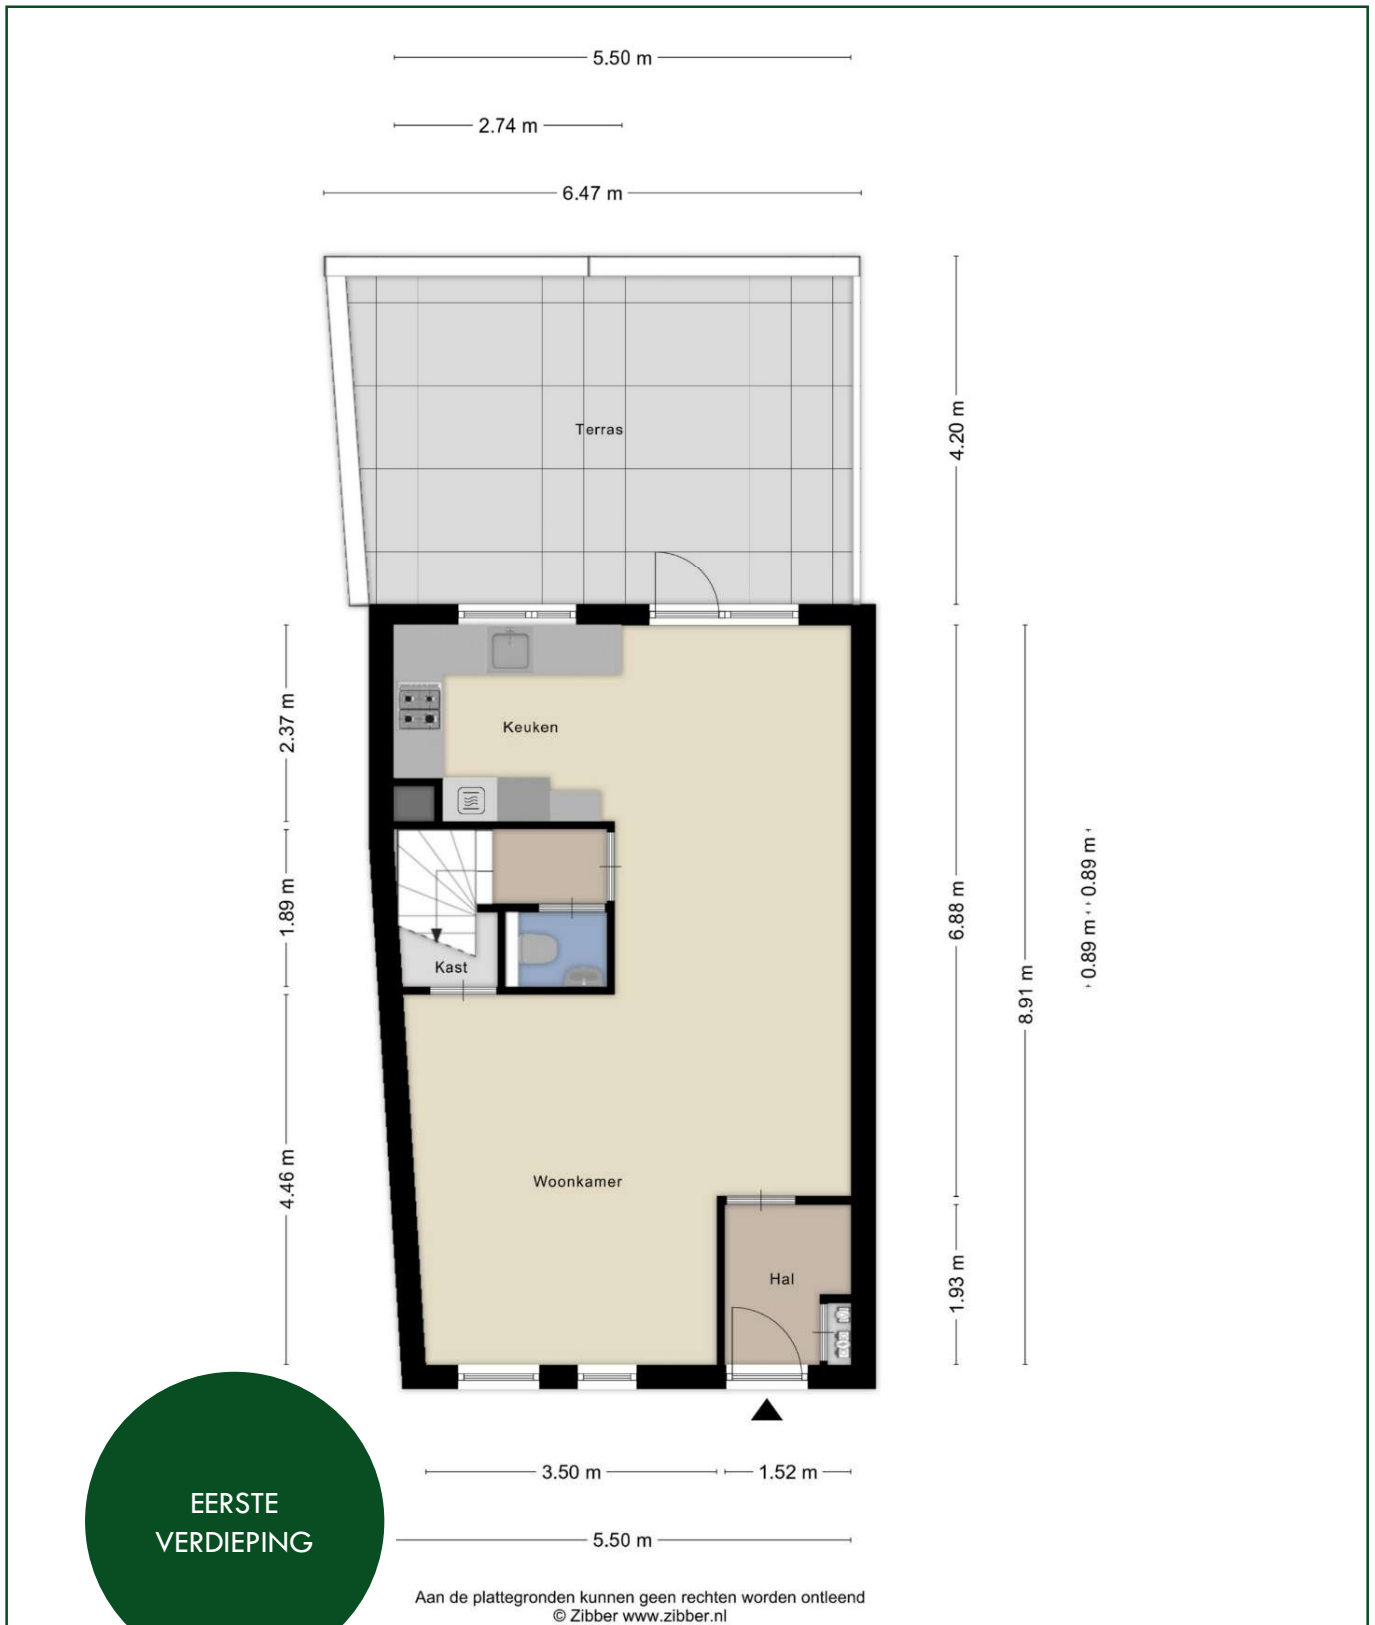 5.50 m
2.74 m
6.47 m
4.20 m
Terras
2.37 m
Keuken
1.89 m
Kast
6.88 m
8.91 m
0.89 m
0.89 m
4.46 m
Woonkamer
Hal
1.93 m
3.50 m
1.52 m
5.50 m
EERSTE
VERDIEPING
Aan de plattegronden kunnen geen rechten worden ontleend
© Zibber www.zibber.nl